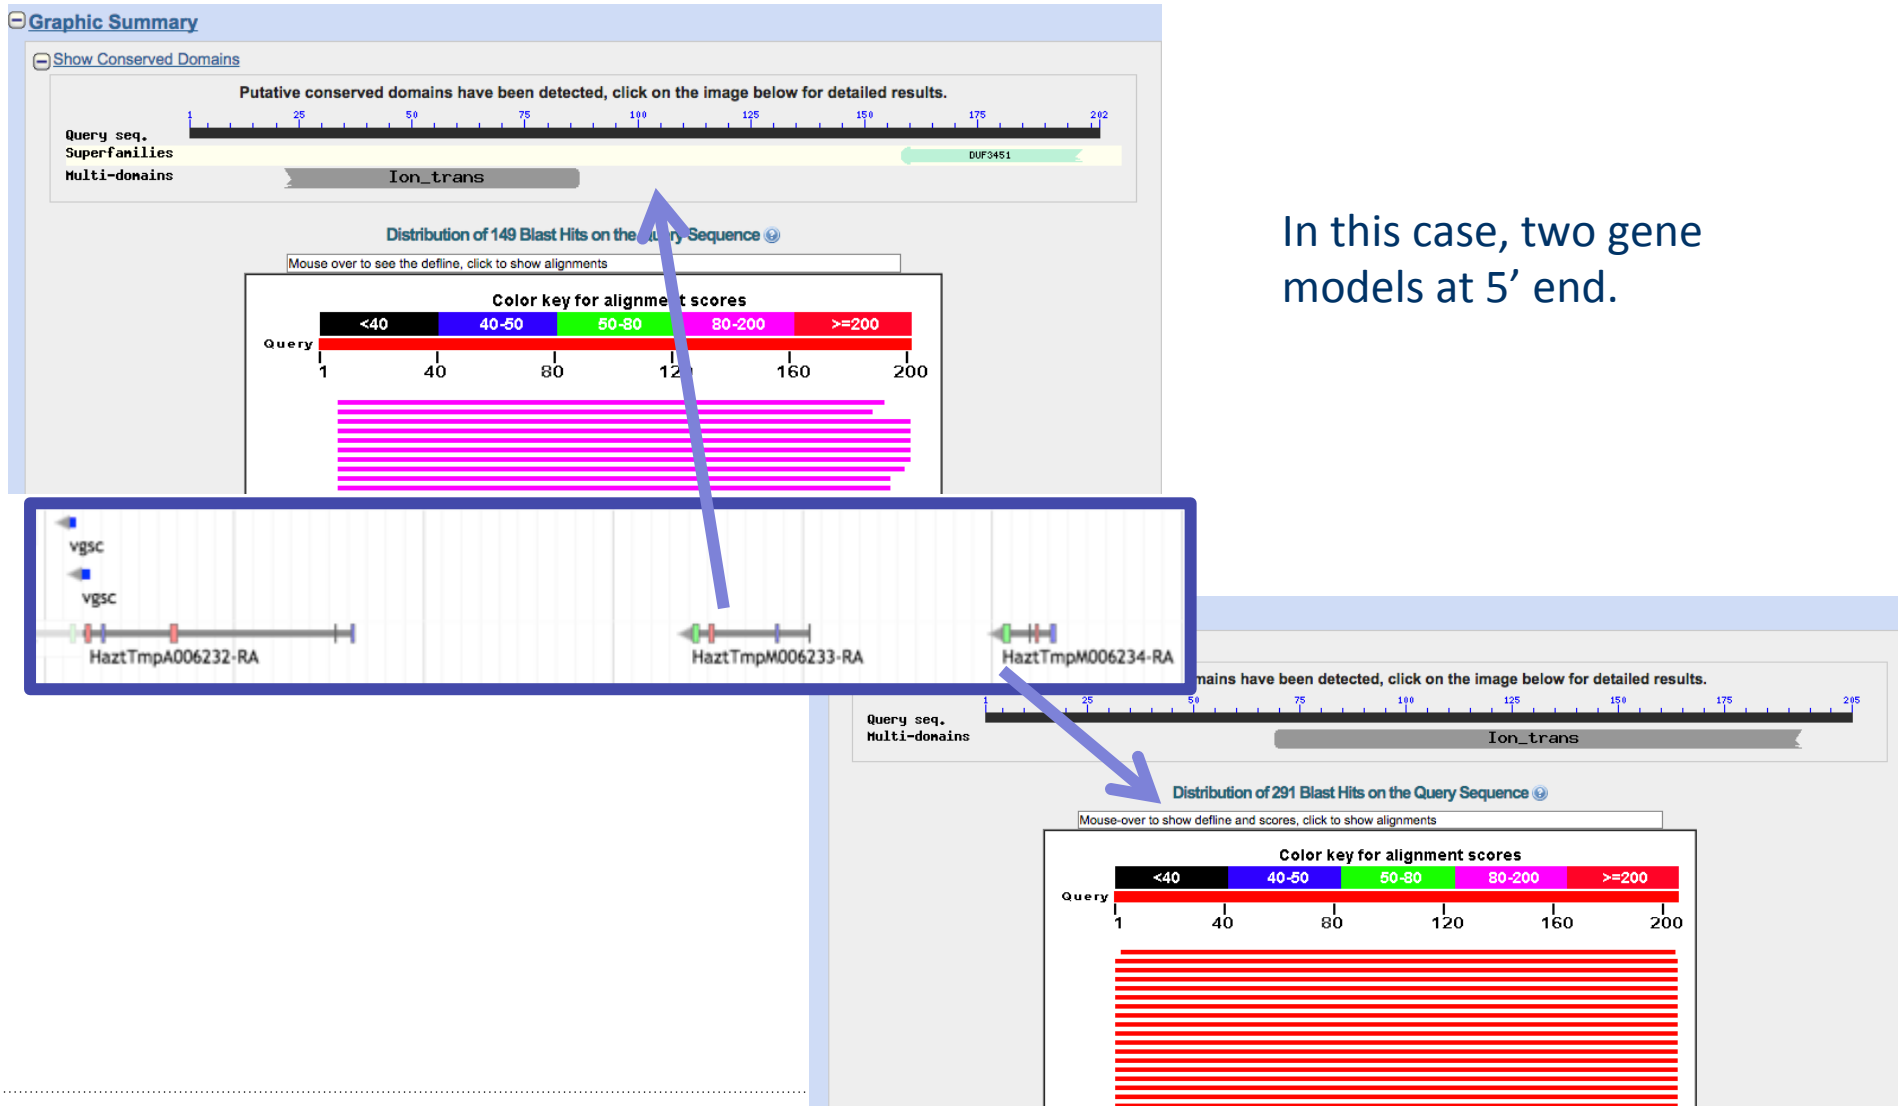 Graphic Summary
Show Conserved Domains
Putative conserved domains have been detected, click on the image below for detailed results.
1 25 50 75 100 125 150 175 202
Query seq.
Superfamilies DUF3451
Multi-domains Ion_trans
Distribution of 149 Blast Hits on the Query Sequence
Mouse over to see the defline, click to show alignments
Color key for alignment scores
<40 40-50 50-80 80-200 >=200
Query
1 40 80 120 160 200
In this case, two gene
models at 5’ end.
vgsc
vgsc
HaztTmpA006232-RA HaztTmpM006233-RA HaztTmpM006234-RA
mains have been detected, click on the image below for detailed results.
1 25 50 75 100 125 150 175 205
Query seq.
Multi-domains Ion_trans
Distribution of 291 Blast Hits on the Query Sequence
Mouse-over to show defline and scores, click to show alignments
Color key for alignment scores
<40 40-50 50-80 80-200 >=200
Query
1 40 80 120 160 200